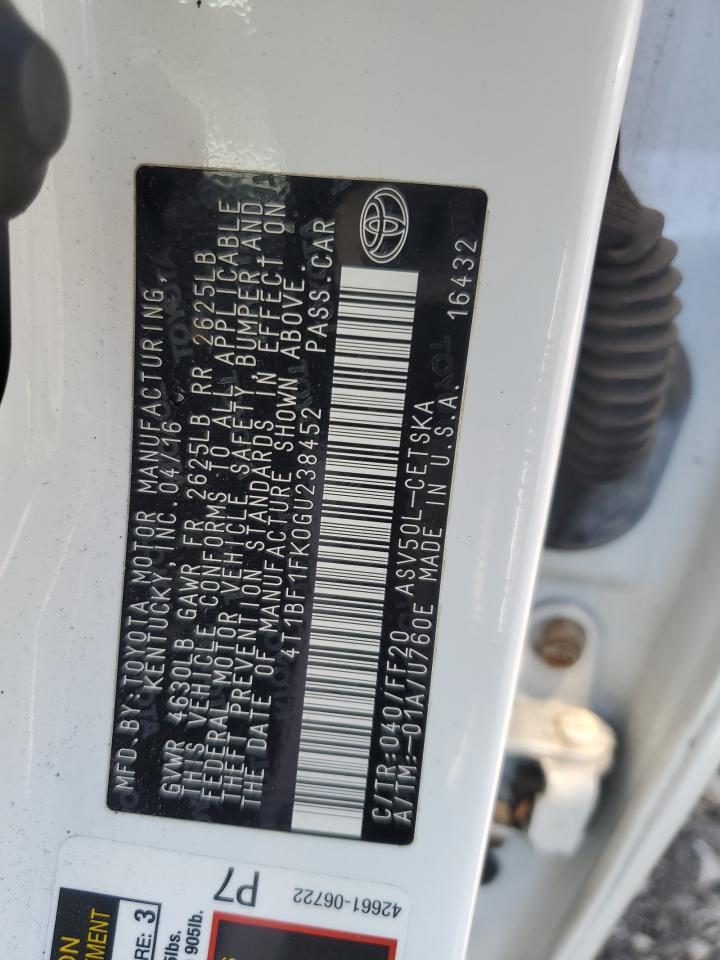 MFD. BY: TOYOTA MOTOR MANUFACTURING,
KENTUCKY, INC. 04/16
GVWR 4630LB GAWR FR 2625LB RR 2625LB
THIS VEHICLE CONFORMS TO ALL APPLICABLE
FEDERAL MOTOR VEHICLE SAFETY, BUMPER, AND
THEFT PREVENTION STANDARDS IN EFFECT ON
THE DATE OF MANUFACTURE SHOWN ABOVE.
4T1BF1FK0GU238452 PASS. CAR
C/TR: 040/FF20 ASV50L-CETSKA
A/TM: -01A/U760E MADE IN U.S.A. 16432
P7
42661-06722
3
905lb.